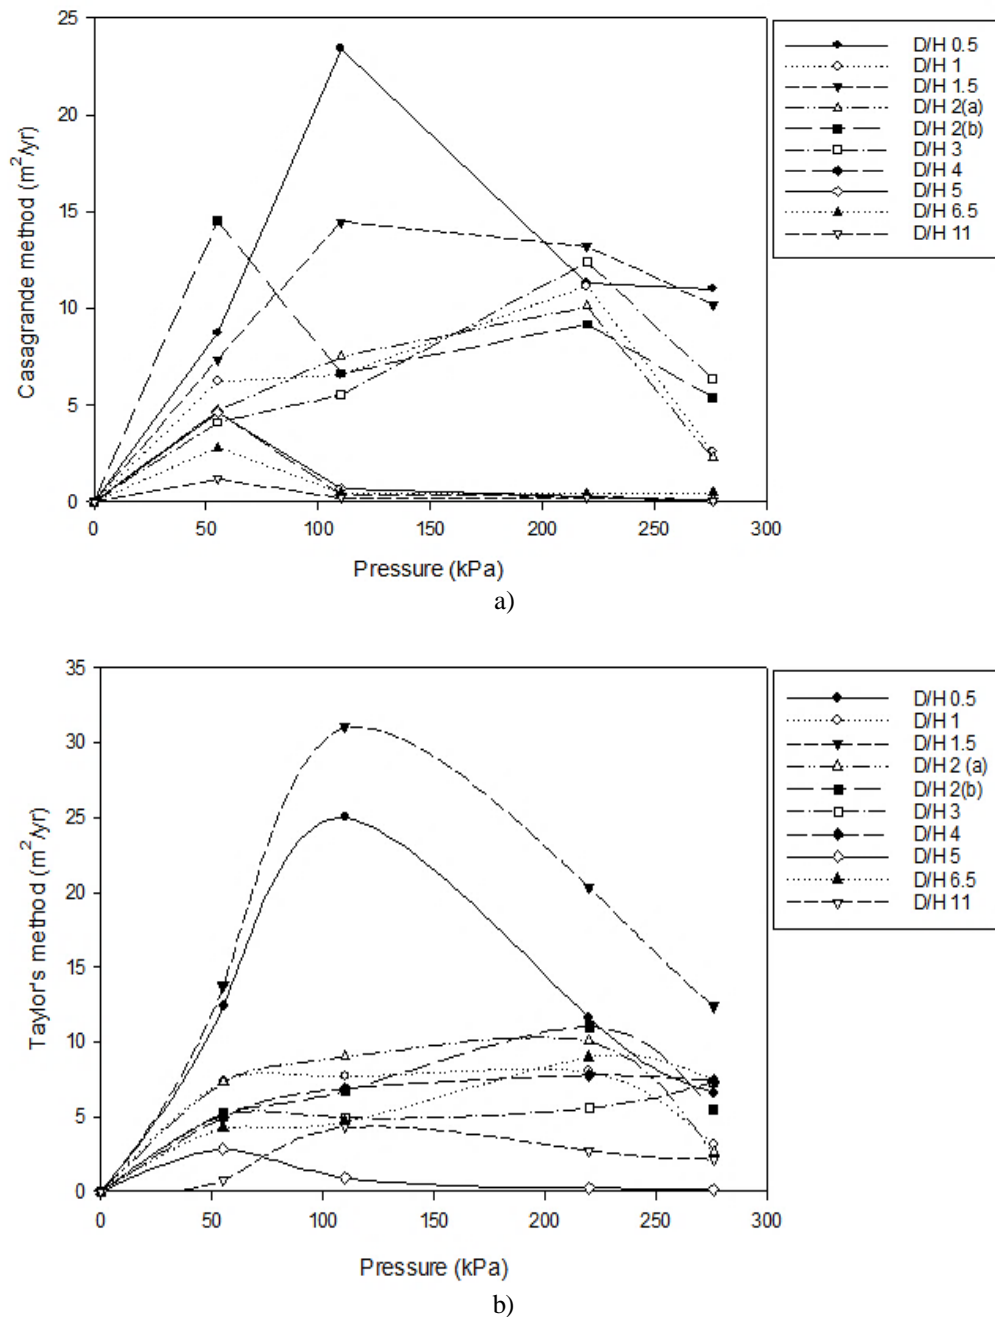 25
20
15
10
5
0
Casagrande method (m²/yr)
0 50 100 150 200 250 300
Pressure (kPa)
D/H 0.5
D/H 1
D/H 1.5
D/H 2(a)
D/H 2(b)
D/H 3
D/H 4
D/H 5
D/H 6.5
D/H 11
a)
35
30
25
20
15
10
5
0
Taylor's method (m²/yr)
0 50 100 150 200 250 300
Pressure (kPa)
D/H 0.5
D/H 1
D/H 1.5
D/H 2 (a)
D/H 2(b)
D/H 3
D/H 4
D/H 5
D/H 6.5
D/H 11
b)